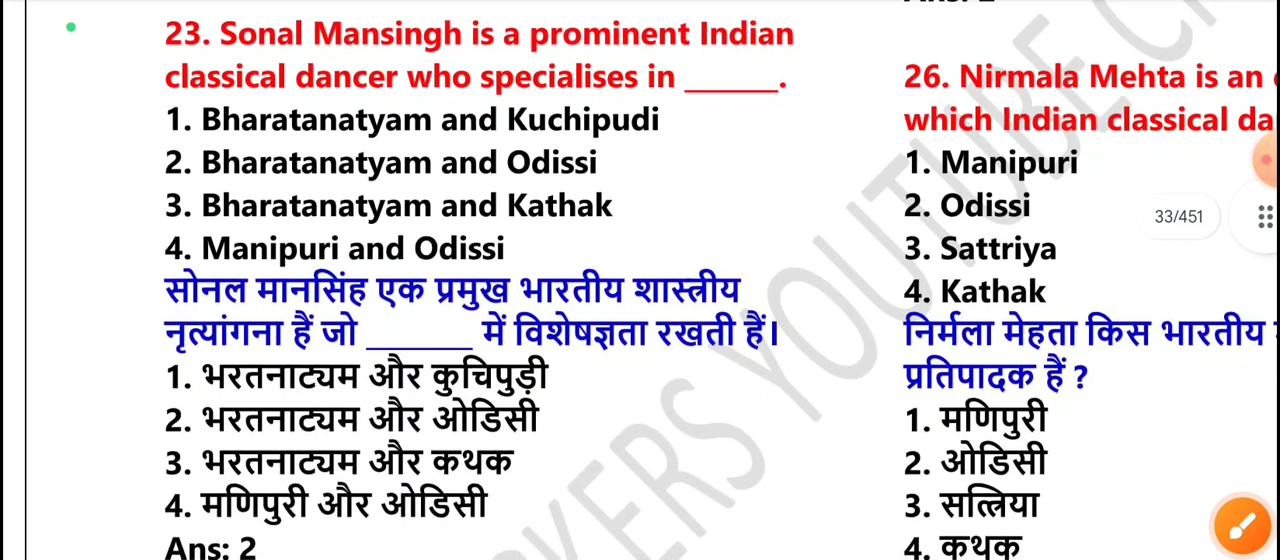 23. Sonal Mansingh is a prominent Indian
classical dancer who specialises in ______.
1. Bharatanatyam and Kuchipudi
2. Bharatanatyam and Odissi
3. Bharatanatyam and Kathak
4. Manipuri and Odissi
सोनल मानसिंह एक प्रमुख भारतीय शास्त्रीय
नृत्यांगना हैं जो _______ में विशेषज्ञता रखती हैं।
1. भरतनाट्यम और कुचिपुड़ी
2. भरतनाट्यम और ओडिसी
3. भरतनाट्यम और कथक
4. मणिपुरी और ओडिसी
Ans: 2
26. Nirmala Mehta is an
which Indian classical da
1. Manipuri
2. Odissi
3. Sattriya
4. Kathak
निर्मला मेहता किस भारतीय
प्रतिपादक हैं ?
1. मणिपुरी
2. ओडिसी
3. सत्त्रिया
4. कथक
33/451
KERS YOUTUBE CH